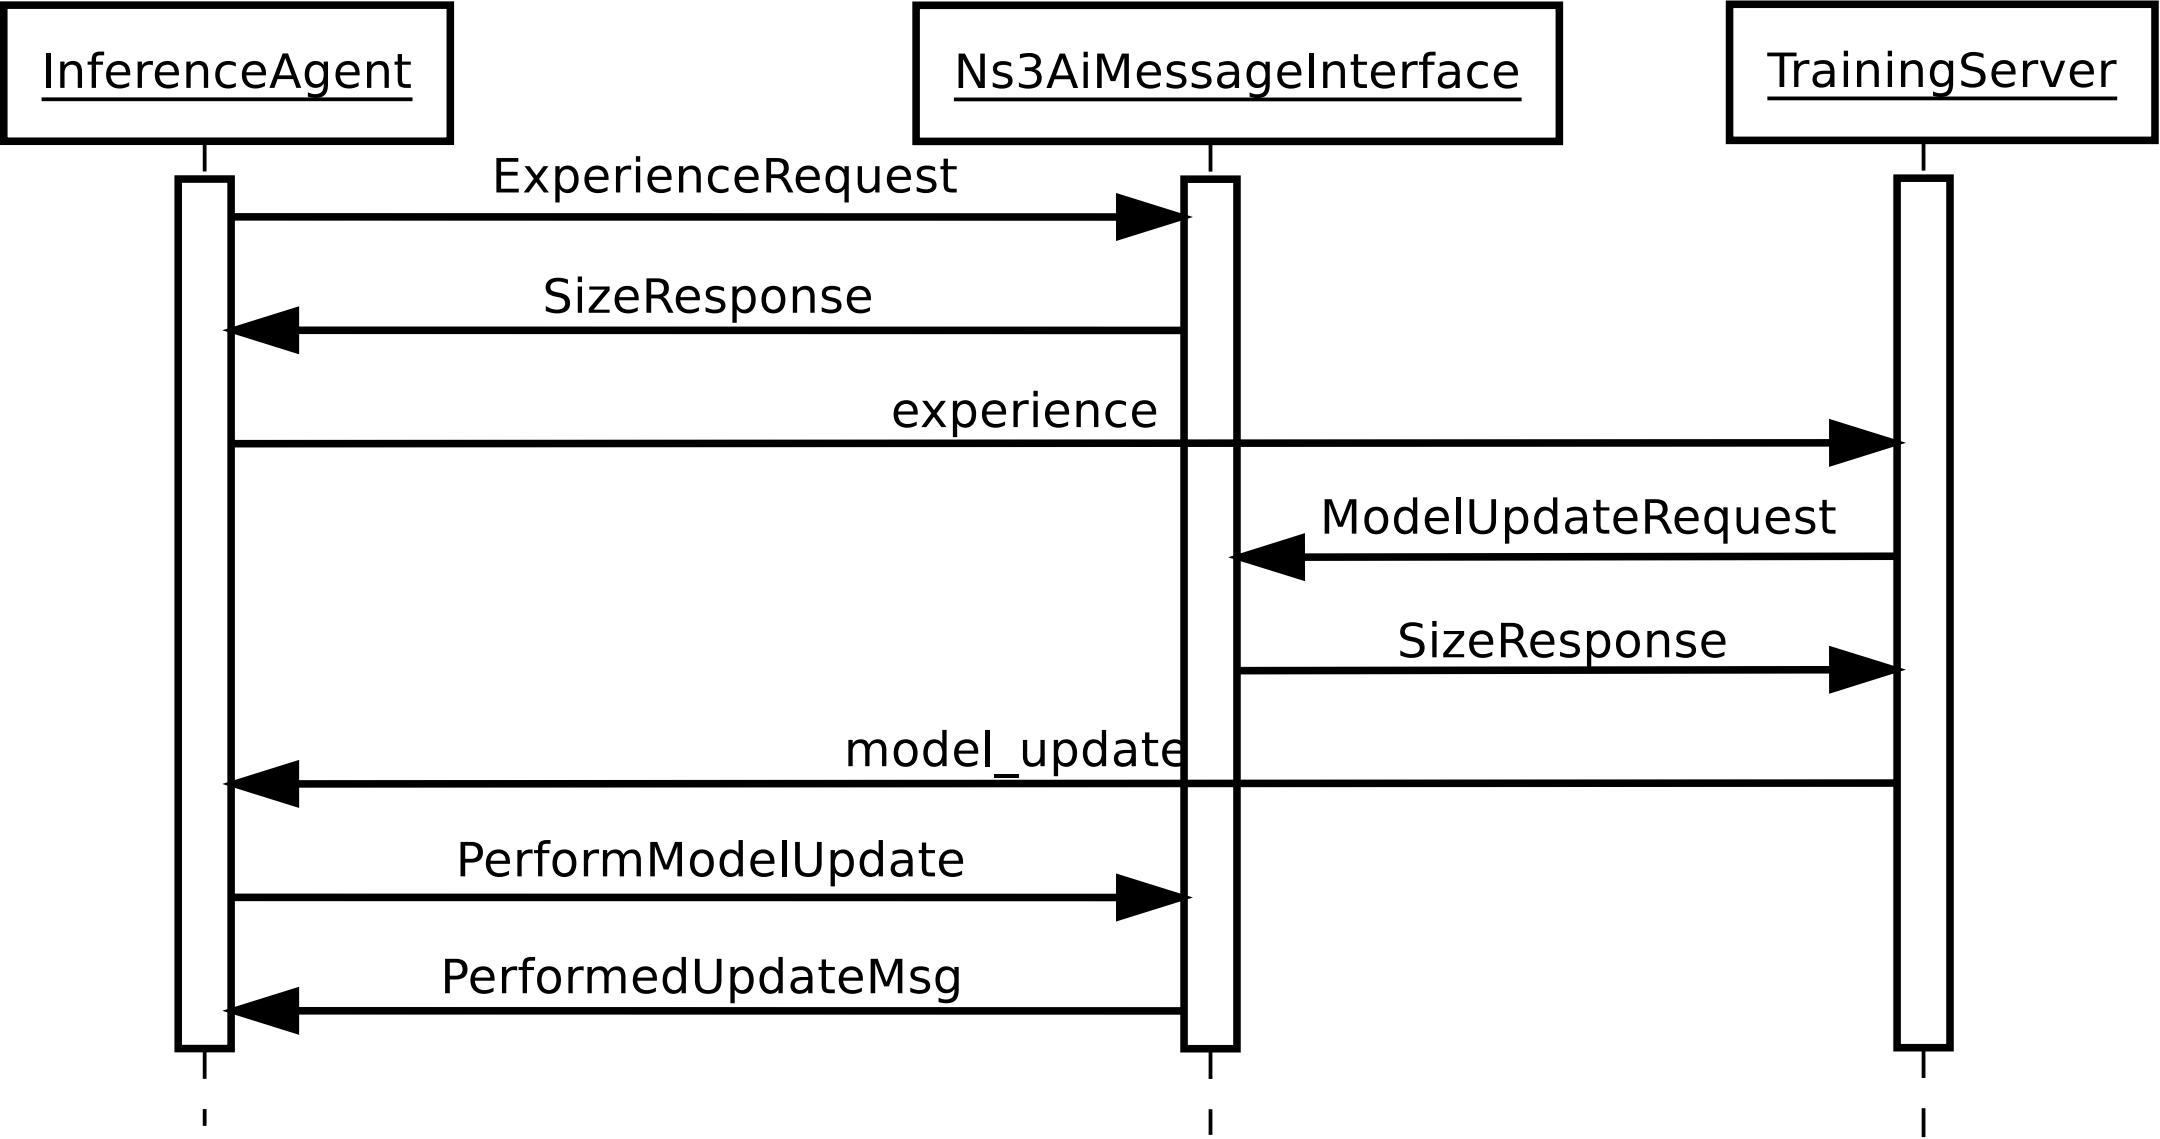 InferenceAgent
Ns3AiMessageInterface
TrainingServer
ExperienceRequest
SizeResponse
experience
ModelUpdateRequest
SizeResponse
model_update
PerformModelUpdate
PerformedUpdateMsg